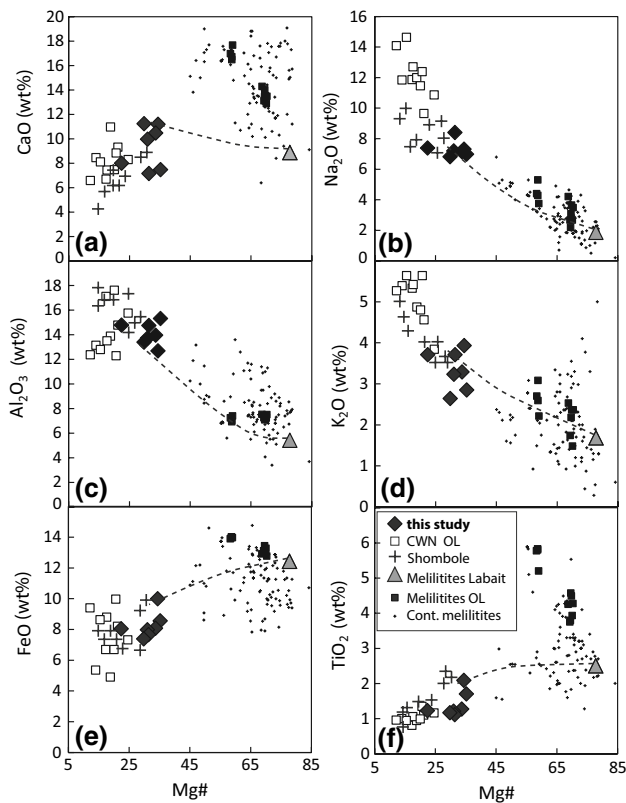 20
18
16
14
12
10
8
6
4
2
0
CaO (wt%)
(a)
16
14
12
10
8
6
4
2
0
Na2O (wt%)
(b)
18
16
14
12
10
8
6
4
2
0
Al2O3 (wt%)
(c)
5
4
3
2
1
0
K2O (wt%)
(d)
14
12
10
8
6
4
2
0
FeO (wt%)
(e)
5 25 45 65 85
Mg#
6
5
4
3
2
1
0
TiO2 (wt%)
this study
CWN OL
Shombole
Melilitites Labait
Melilitites OL
Cont. melilitites
(f)
5 25 45 65 85
Mg#